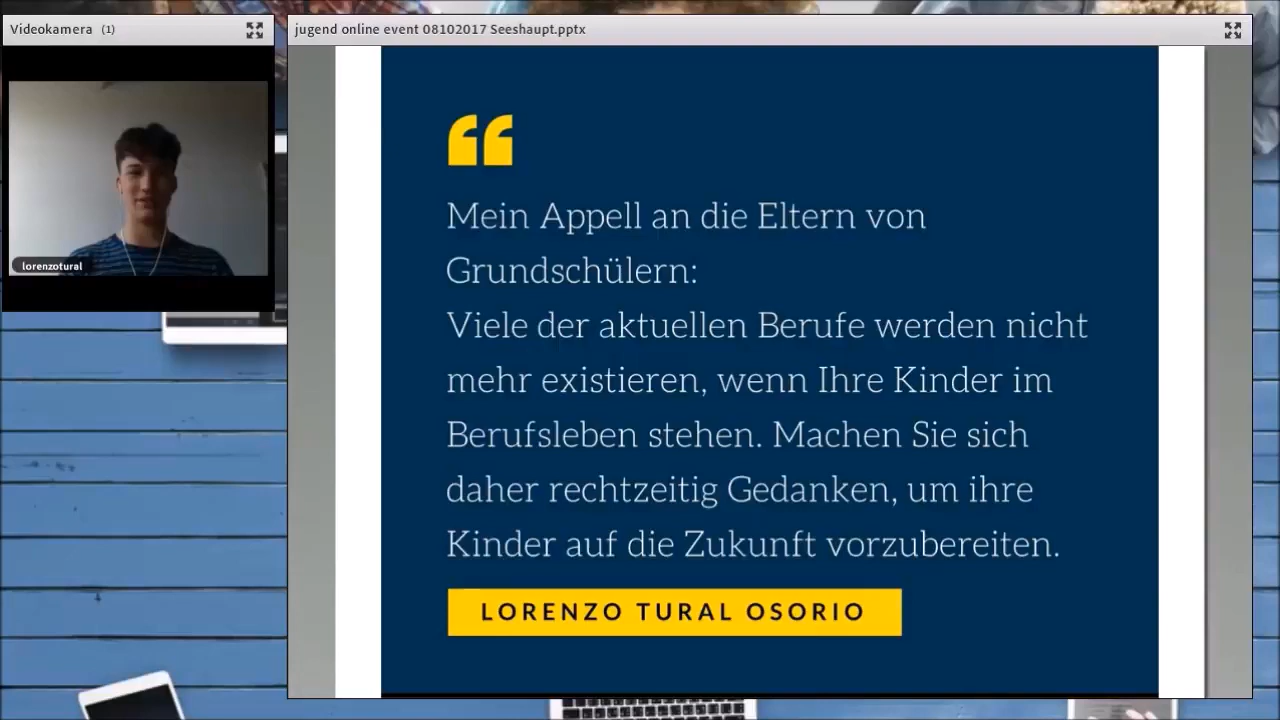 Videokamera (1)
lorenzotural
jugend online event 08102017 Seeshaupt.pptx
Mein Appell an die Eltern von
Grundschülern:
Viele der aktuellen Berufe werden nicht
mehr existieren, wenn Ihre Kinder im
Berufsleben stehen. Machen Sie sich
daher rechtzeitig Gedanken, um ihre
Kinder auf die Zukunft vorzubereiten.
LORENZO TURAL OSORIO